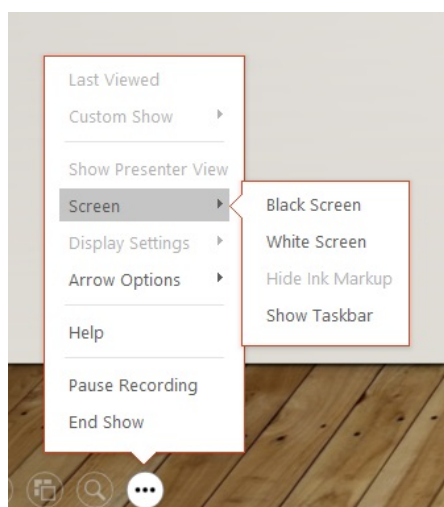 Last Viewed
Custom Show
Show Presenter View
Screen
Display Settings
Arrow Options
Help
Pause Recording
End Show
Black Screen
White Screen
Hide Ink Markup
Show Taskbar